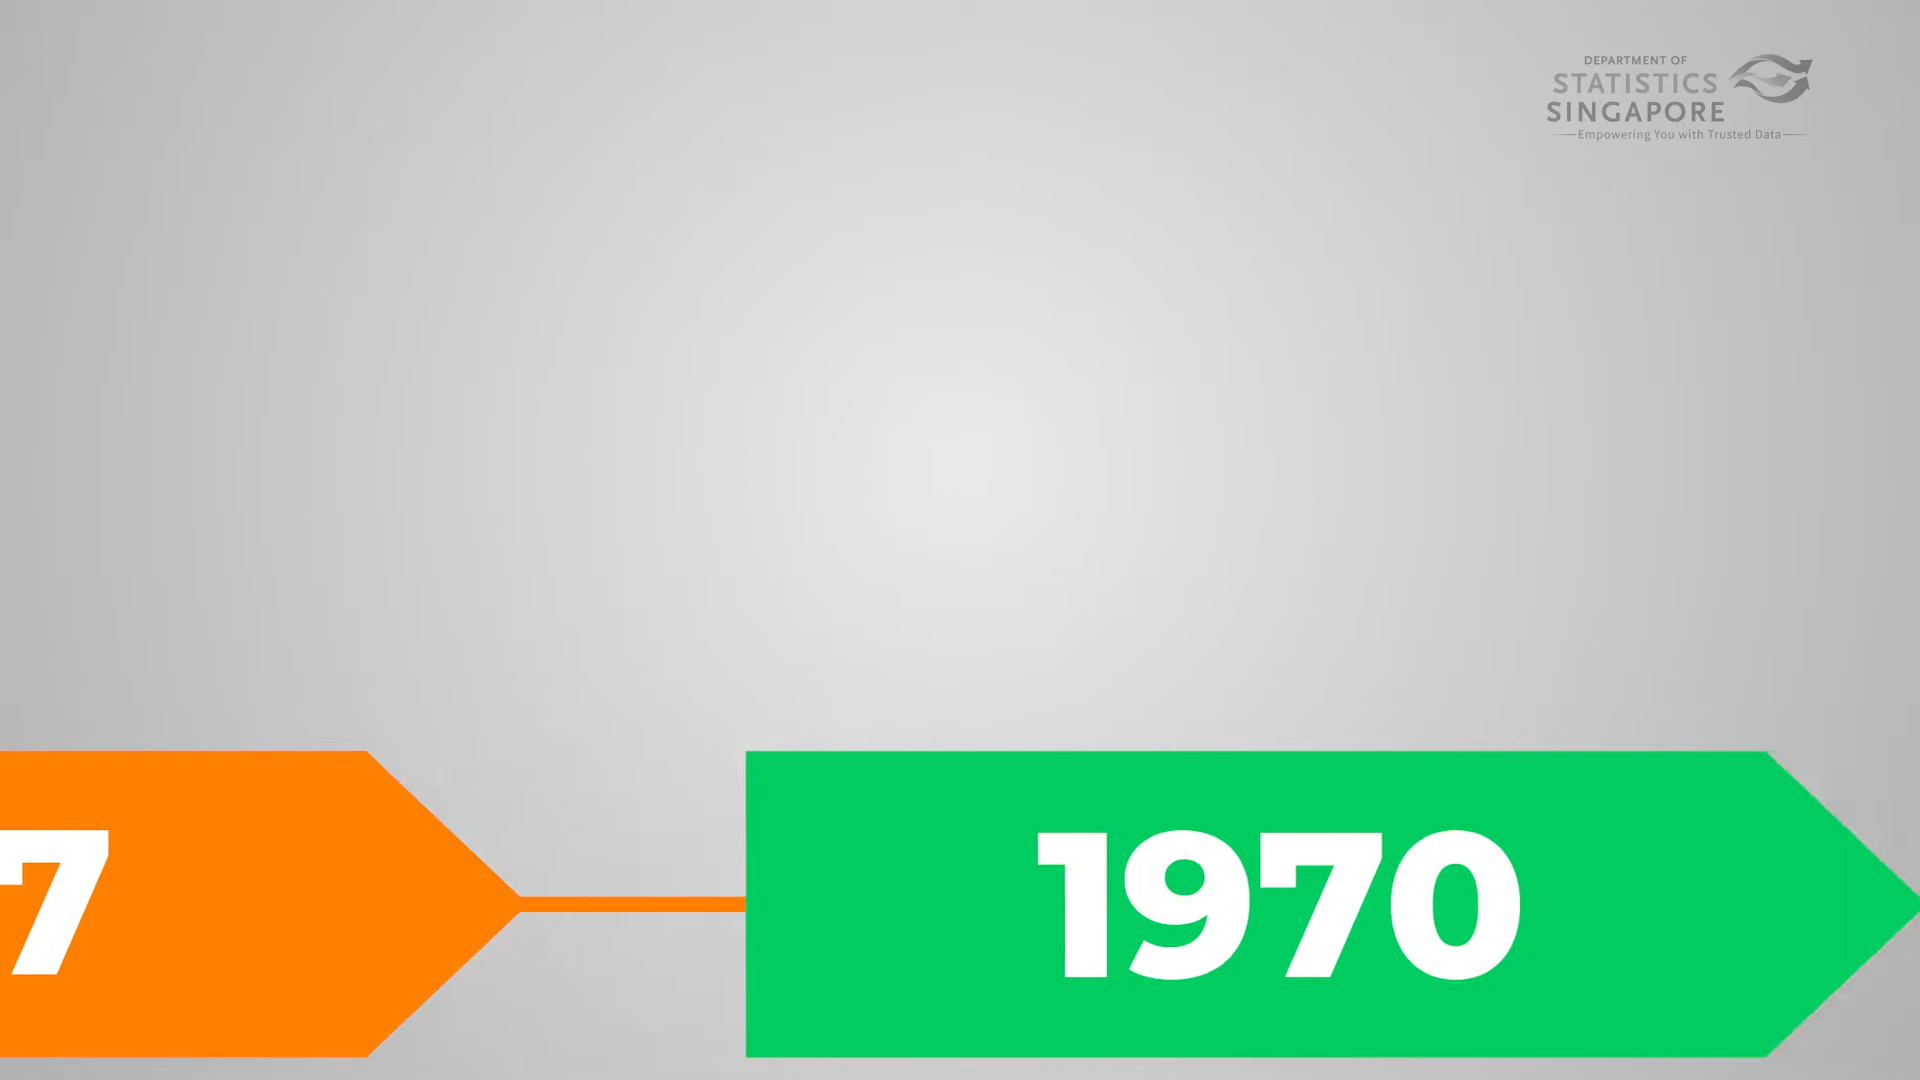 DEPARTMENT OF
STATISTICS
SINGAPORE
Empowering You with Trusted Data
7
1970